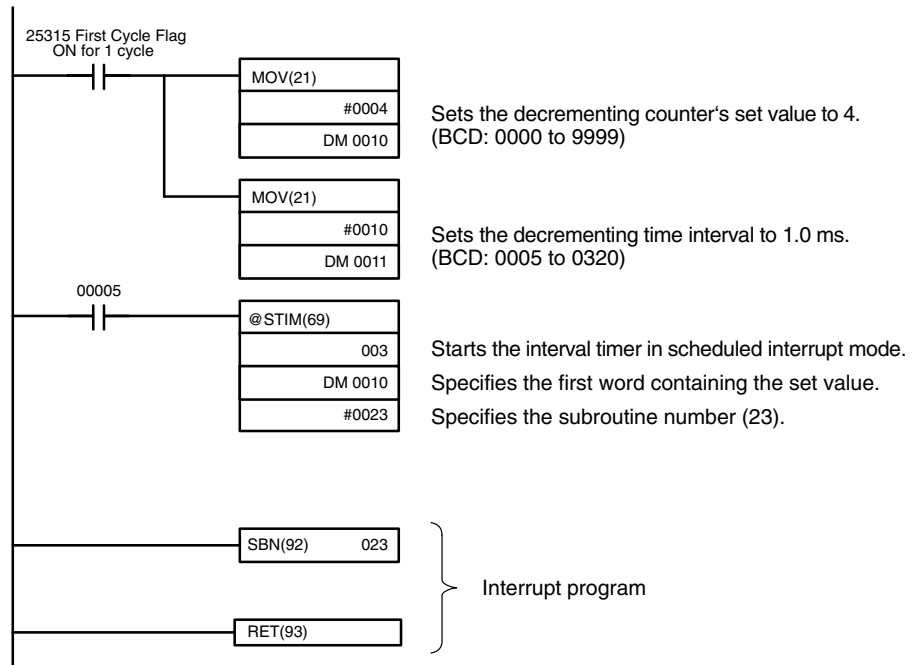 25315 First Cycle Flag
ON for 1 cycle
MOV(21)
#0004
DM 0010
Sets the decrementing counter‘s set value to 4.
(BCD: 0000 to 9999)
MOV(21)
#0010
DM 0011
Sets the decrementing time interval to 1.0 ms.
(BCD: 0005 to 0320)
00005
@STIM(69)
003
Starts the interval timer in scheduled interrupt mode.
DM 0010
Specifies the first word containing the set value.
#0023
Specifies the subroutine number (23).
SBN(92) 023
Interrupt program
RET(93)